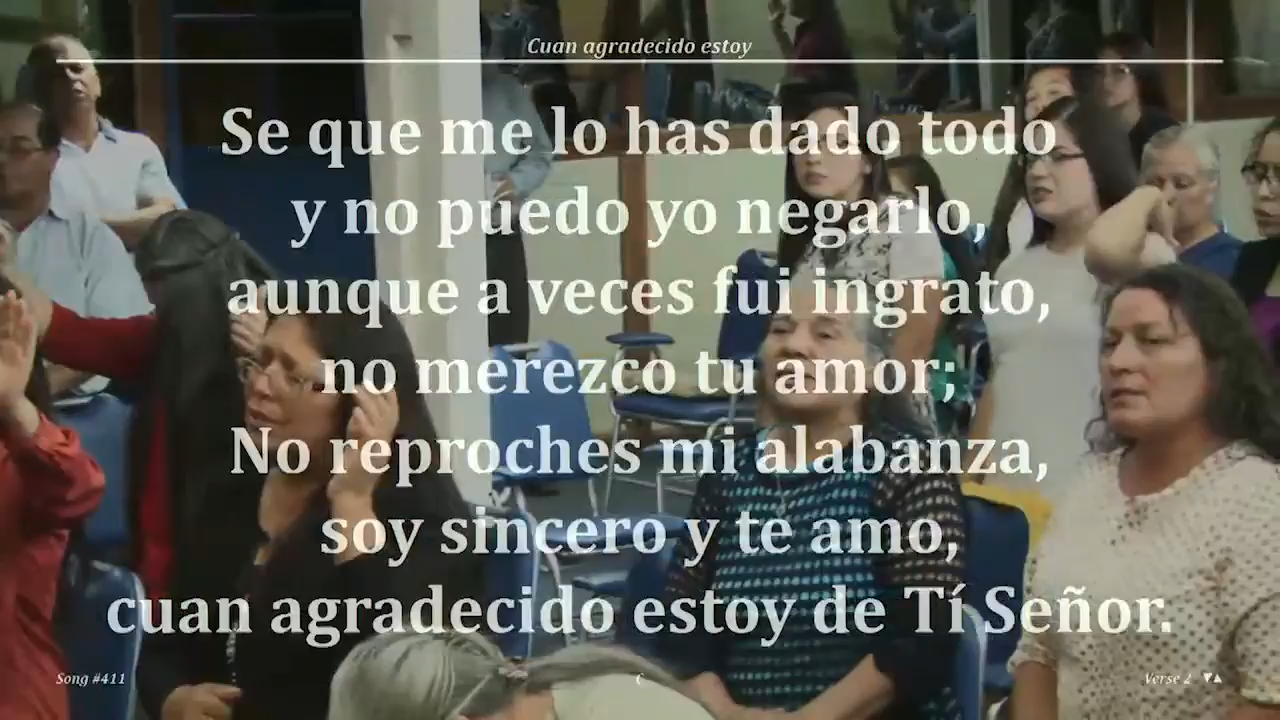 Cuan agradecido estoy
Se que me lo has dado todo
y no puedo yo negarlo,
aunque a veces fui ingrato,
no merezco tu amor;
No reproches mi alabanza,
soy sincero y te amo,
cuan agradecido estoy de Tí Señor.
Song #411
C
Verse 2 ▼▲